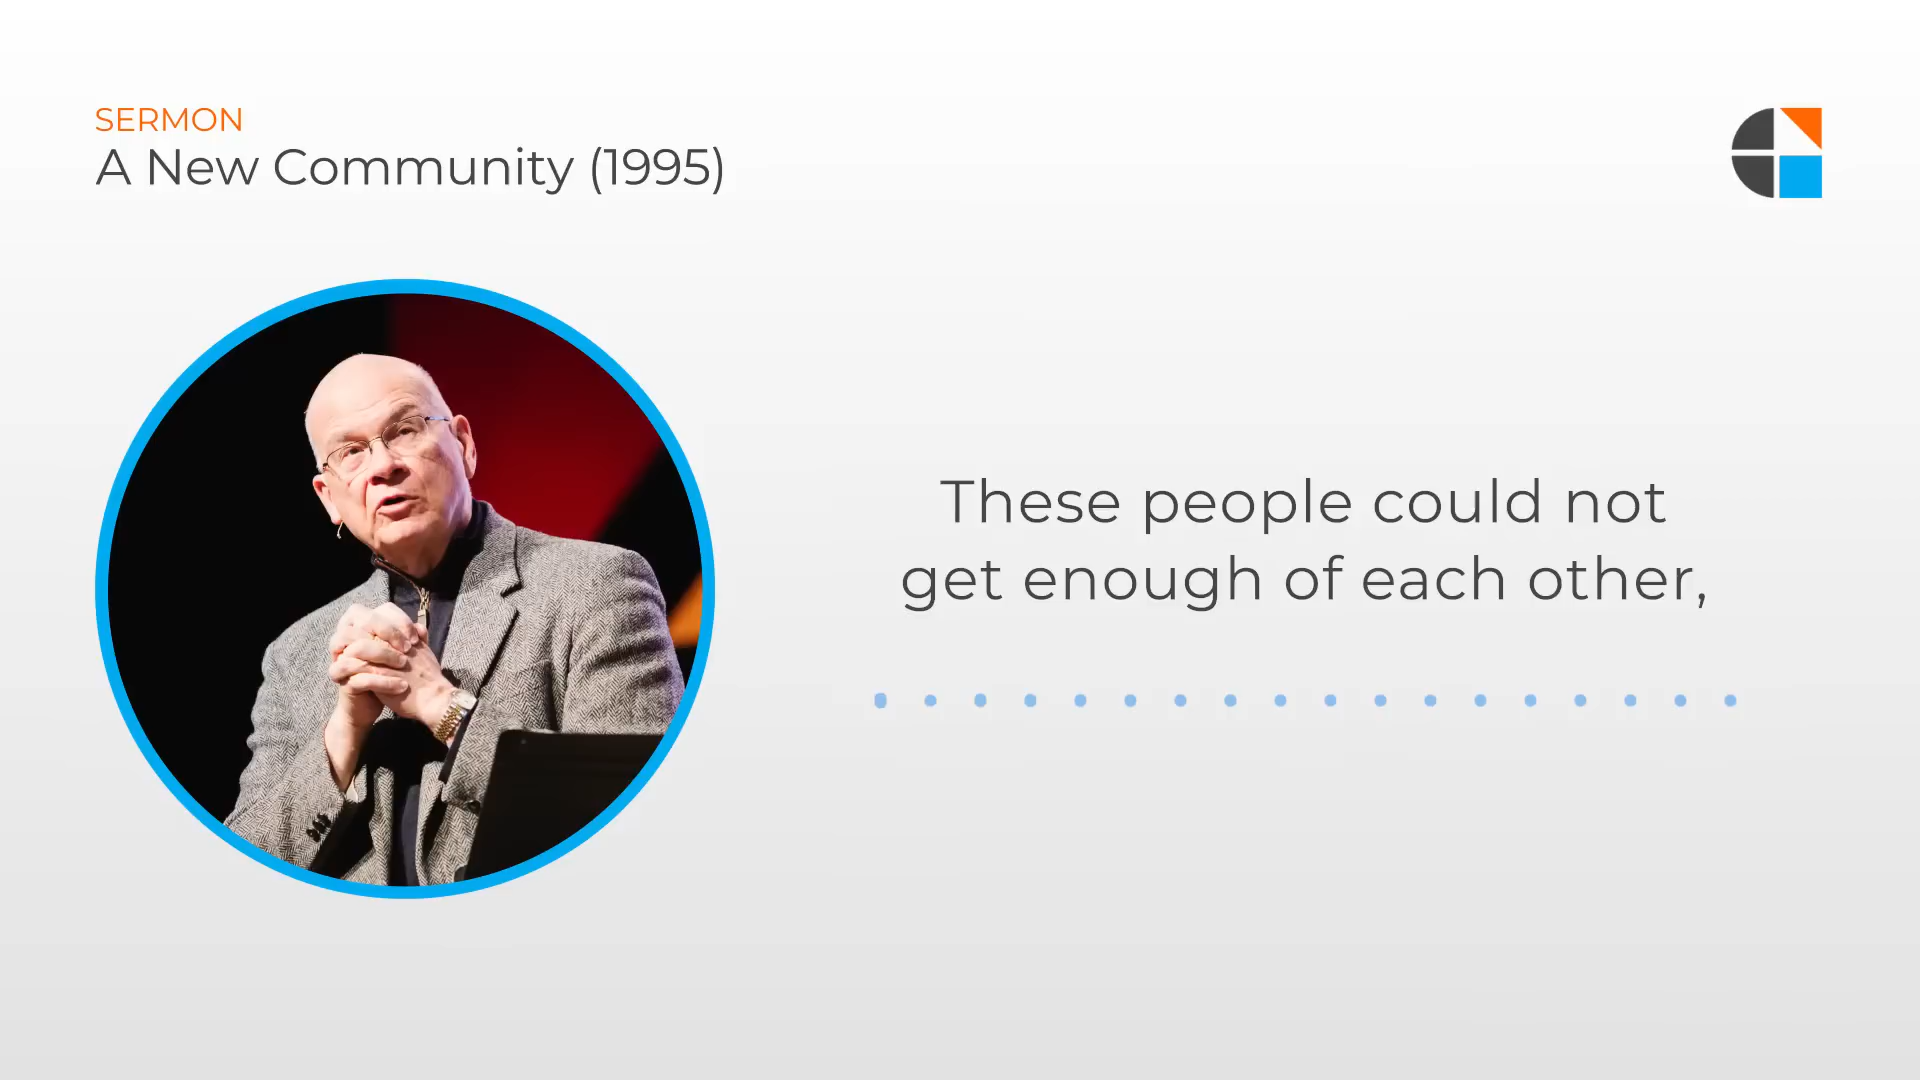 SERMON
A New Community (1995)
These people could not
get enough of each other,